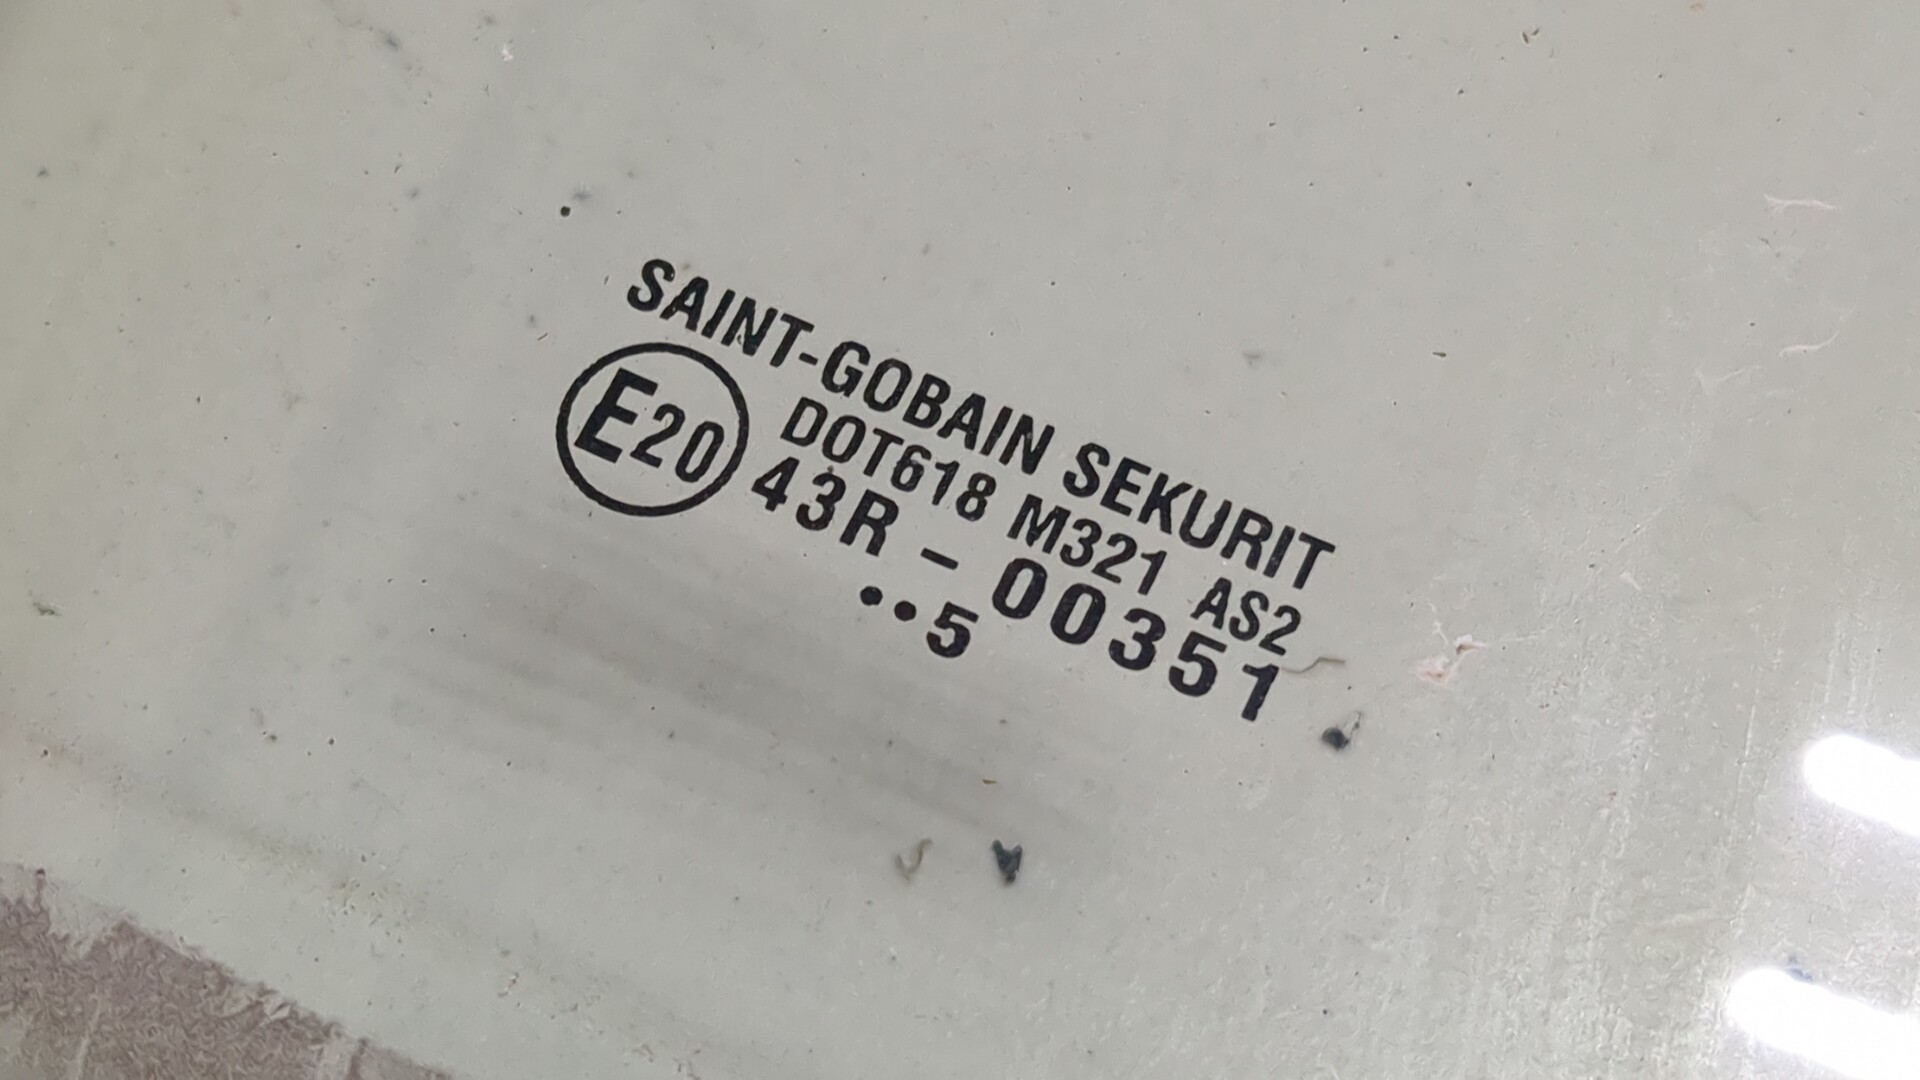 SAINT-GOBAIN SEKURIT
E20 DOT618 M321 AS2
43R - 00351
..5